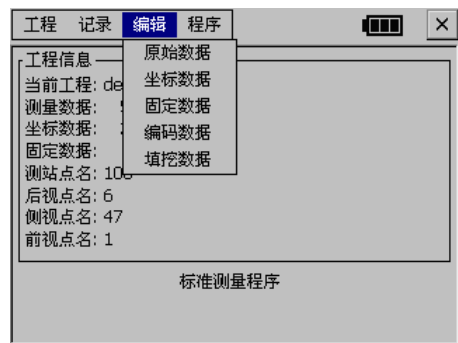 工程 记录 编辑 程序
原始数据
坐标数据
固定数据
编码数据
填挖数据
工程信息
当前工程: de
测量数据:
坐标数据:
固定数据:
测站点名:
后视点名: 6
侧视点名: 47
前视点名: 1
标准测量程序